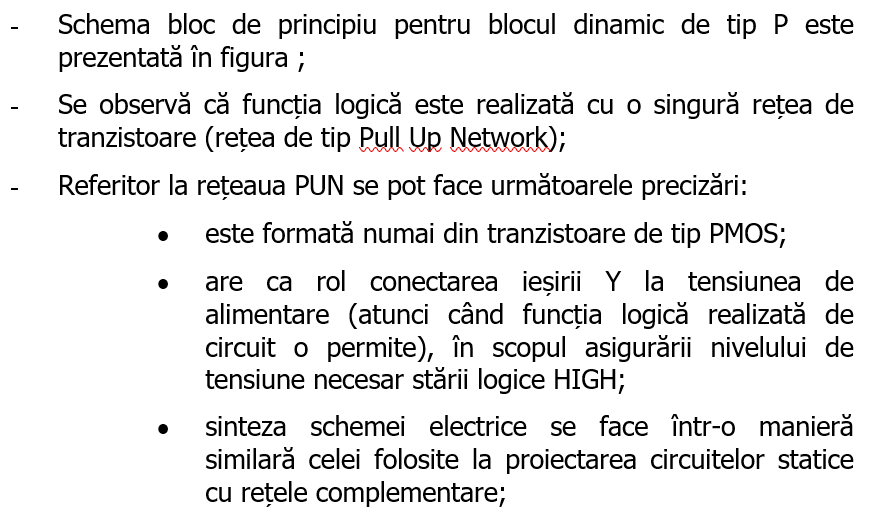 - Schema bloc de principiu pentru blocul dinamic de tip P este
prezentată în figura ;
- Se observă că funcția logică este realizată cu o singură rețea de
tranzistoare (rețea de tip Pull Up Network);
- Referitor la rețeaua PUN se pot face următoarele precizări:
• este formată numai din tranzistoare de tip PMOS;
• are ca rol conectarea ieșirii Y la tensiunea de
alimentare (atunci când funcția logică realizată de
circuit o permite), în scopul asigurării nivelului de
tensiune necesar stării logice HIGH;
• sinteza schemei electrice se face într-o manieră
similară celei folosite la proiectarea circuitelor statice
cu rețele complementare;